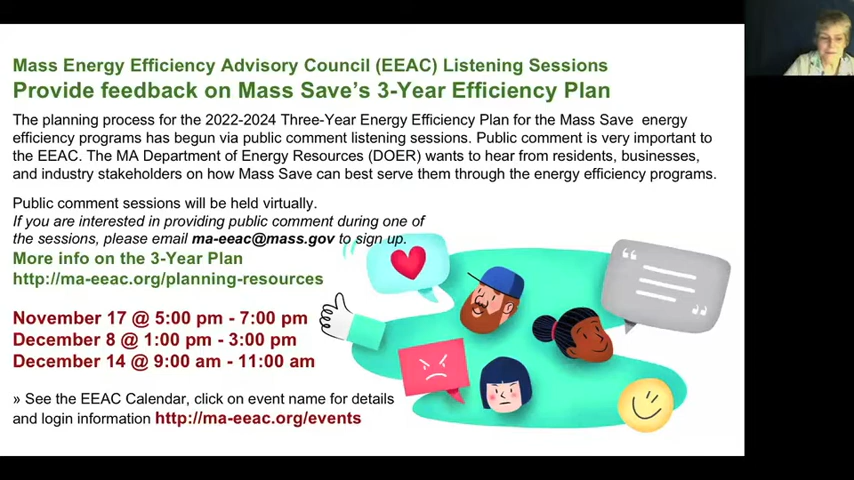 Mass Energy Efficiency Advisory Council (EEAC) Listening Sessions
Provide feedback on Mass Save's 3-Year Efficiency Plan
The planning process for the 2022-2024 Three-Year Energy Efficiency Plan for the Mass Save energy
efficiency programs has begun via public comment listening sessions. Public comment is very important to
the EEAC. The MA Department of Energy Resources (DOER) wants to hear from residents, businesses,
and industry stakeholders on how Mass Save can best serve them through the energy efficiency programs.
Public comment sessions will be held virtually.
If you are interested in providing public comment during one of
the sessions, please email ma-eeac@mass.gov to sign up.
More info on the 3-Year Plan
http://ma-eeac.org/planning-resources
November 17 @ 5:00 pm - 7:00 pm
December 8 @ 1:00 pm - 3:00 pm
December 14 @ 9:00 am - 11:00 am
» See the EEAC Calendar, click on event name for details
and login information http://ma-eeac.org/events